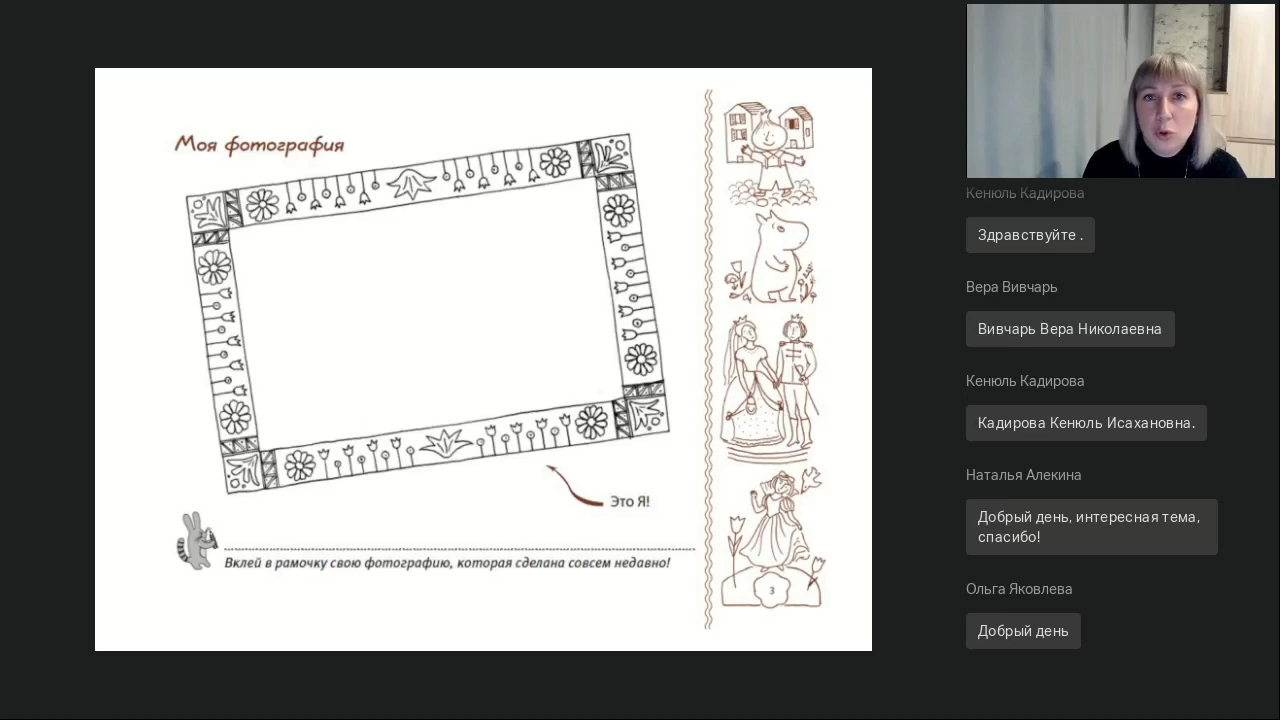 Моя фотография
Это Я!
Вклей в рамочку свою фотографию, которая сделана совсем недавно!
3
Кенюль Кадирова
Здравствуйте .
Вера Вивчарь
Вивчарь Вера Николаевна
Кенюль Кадирова
Кадирова Кенюль Исахановна.
Наталья Алекина
Добрый день, интересная тема,
спасибо!
Ольга Яковлева
Добрый день